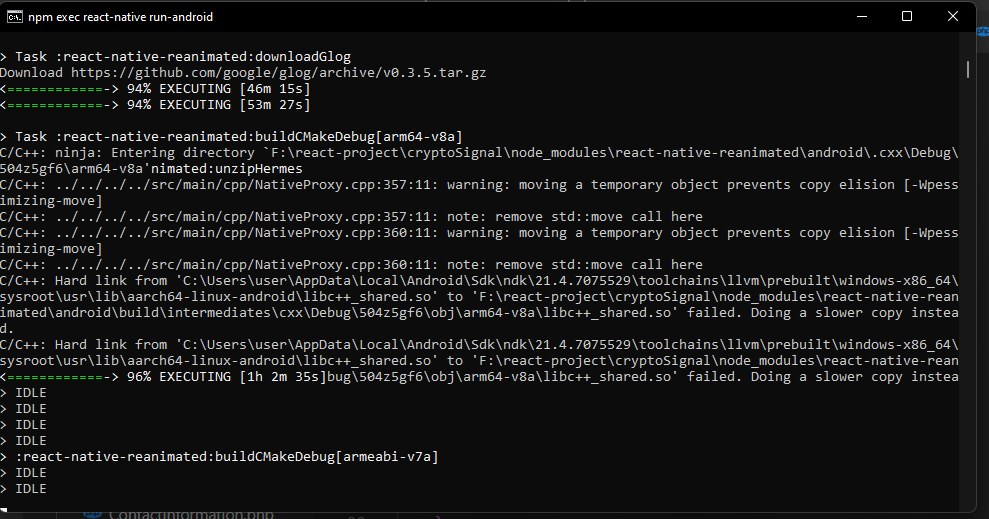 npm exec react-native run-android
> Task :react-native-reanimated:downloadGlog
Download https://github.com/google/glog/archive/v0.3.5.tar.gz
<============-> 94% EXECUTING [46m 15s]
<============-> 94% EXECUTING [53m 27s]
> Task :react-native-reanimated:buildCMakeDebug[arm64-v8a]
C/C++: ninja: Entering directory `F:\react-project\cryptoSignal\node_modules\react-native-reanimated\android\.cxx\Debug\
504z5gf6\arm64-v8a'nimated:unzipHermes
C/C++: ../../../../src/main/cpp/NativeProxy.cpp:357:11: warning: moving a temporary object prevents copy elision [-Wpess
imizing-move]
C/C++: ../../../../src/main/cpp/NativeProxy.cpp:357:11: note: remove std::move call here
C/C++: ../../../../src/main/cpp/NativeProxy.cpp:360:11: warning: moving a temporary object prevents copy elision [-Wpess
imizing-move]
C/C++: ../../../../src/main/cpp/NativeProxy.cpp:360:11: note: remove std::move call here
C/C++: Hard link from 'C:\Users\user\AppData\Local\Android\Sdk\ndk\21.4.7075529\toolchains\llvm\prebuilt\windows-x86_64\
sysroot\usr\lib\aarch64-linux-android\libc++_shared.so' to 'F:\react-project\cryptoSignal\node_modules\react-native-rean
imated\android\build\intermediates\cxx\Debug\504z5gf6\obj\arm64-v8a\libc++_shared.so' failed. Doing a slower copy instea
d.
C/C++: Hard link from 'C:\Users\user\AppData\Local\Android\Sdk\ndk\21.4.7075529\toolchains\llvm\prebuilt\windows-x86_64\
sysroot\usr\lib\aarch64-linux-android\libc++_shared.so' to 'F:\react-project\cryptoSignal\node_modules\react-native-rean
<============-> 96% EXECUTING [1h 2m 35s]bug\504z5gf6\obj\arm64-v8a\libc++_shared.so' failed. Doing a slower copy instea
> IDLE
> IDLE
> IDLE
> IDLE
> :react-native-reanimated:buildCMakeDebug[armeabi-v7a]
> IDLE
> IDLE
ContactInformation.php